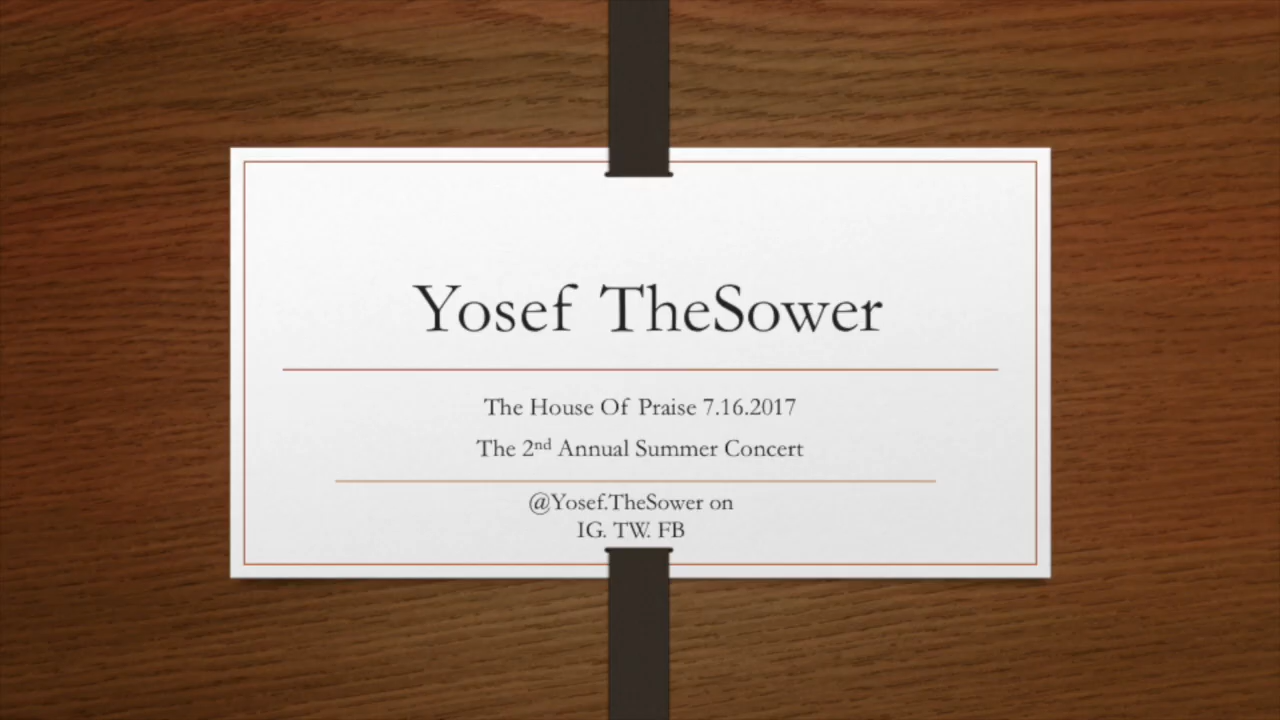 Yosef TheSower
The House Of Praise 7.16.2017
The 2nd Annual Summer Concert
@Yosef.TheSower on
IG. TW. FB